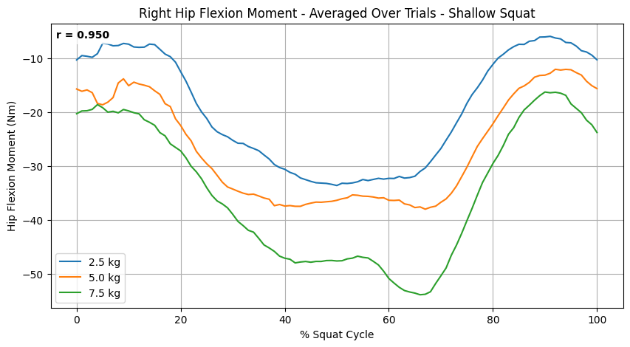 Right Hip Flexion Moment - Averaged Over Trials - Shallow Squat
r = 0.950
Hip Flexion Moment (Nm)
−10
−20
−30
−40
−50
2.5 kg
5.0 kg
7.5 kg
0
20
40
60
80
100
% Squat Cycle